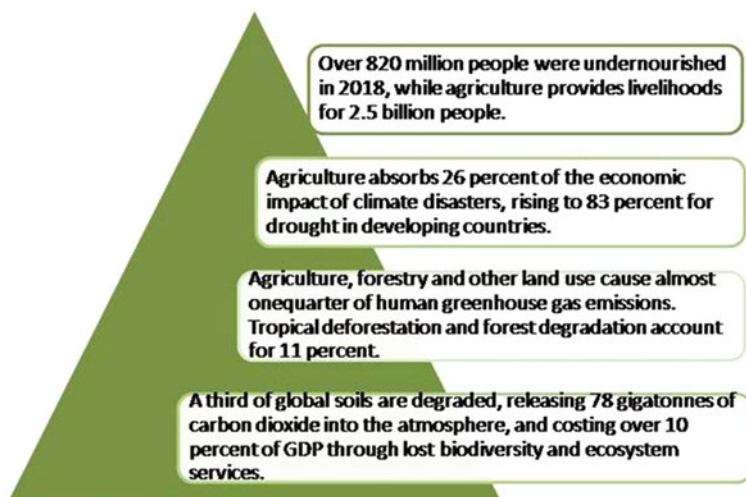 Over 820 million people were undernourished
in 2018, while agriculture provides livelihoods
for 2.5 billion people.
Agriculture absorbs 26 percent of the economic
impact of climate disasters, rising to 83 percent for
drought in developing countries.
Agriculture, forestry and other land use cause almost
onequarter of human greenhouse gas emissions.
Tropical deforestation and forest degradation account
for 11 percent.
A third of global soils are degraded, releasing 78 gigatonnes of
carbon dioxide into the atmosphere, and costing over 10
percent of GDP through lost biodiversity and ecosystem
services.